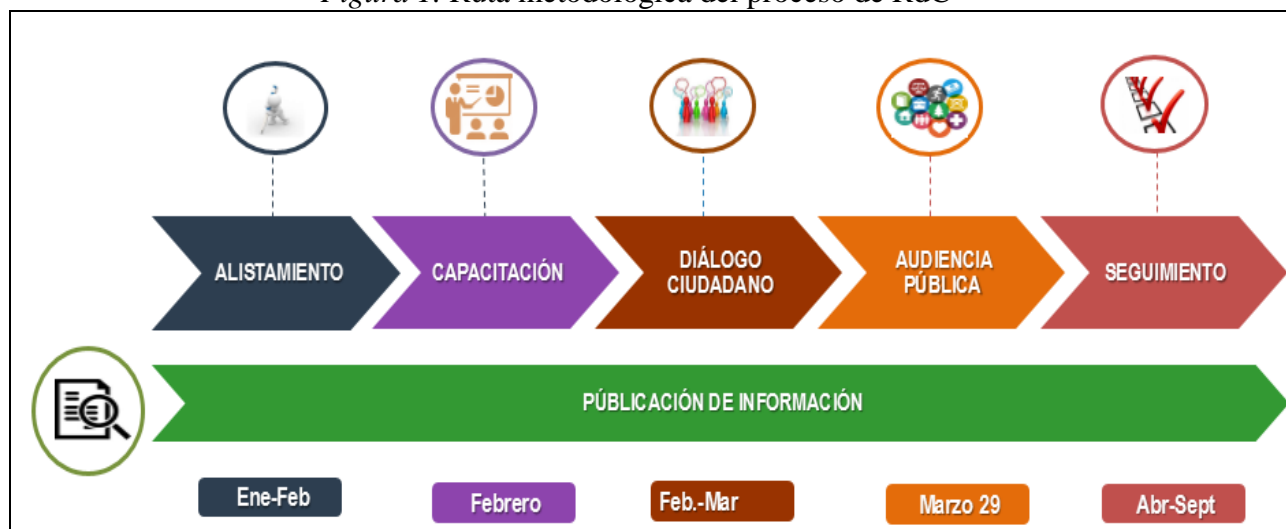 Figura 1. Ruta metodológica del proceso de RdC
ALISTAMIENTO
CAPACITACIÓN
DIÁLOGO
CIUDADANO
AUDIENCIA
PÚBLICA
SEGUIMIENTO
PÚBLICACIÓN DE INFORMACIÓN
Ene-Feb
Febrero
Feb.-Mar
Marzo 29
Abr-Sept